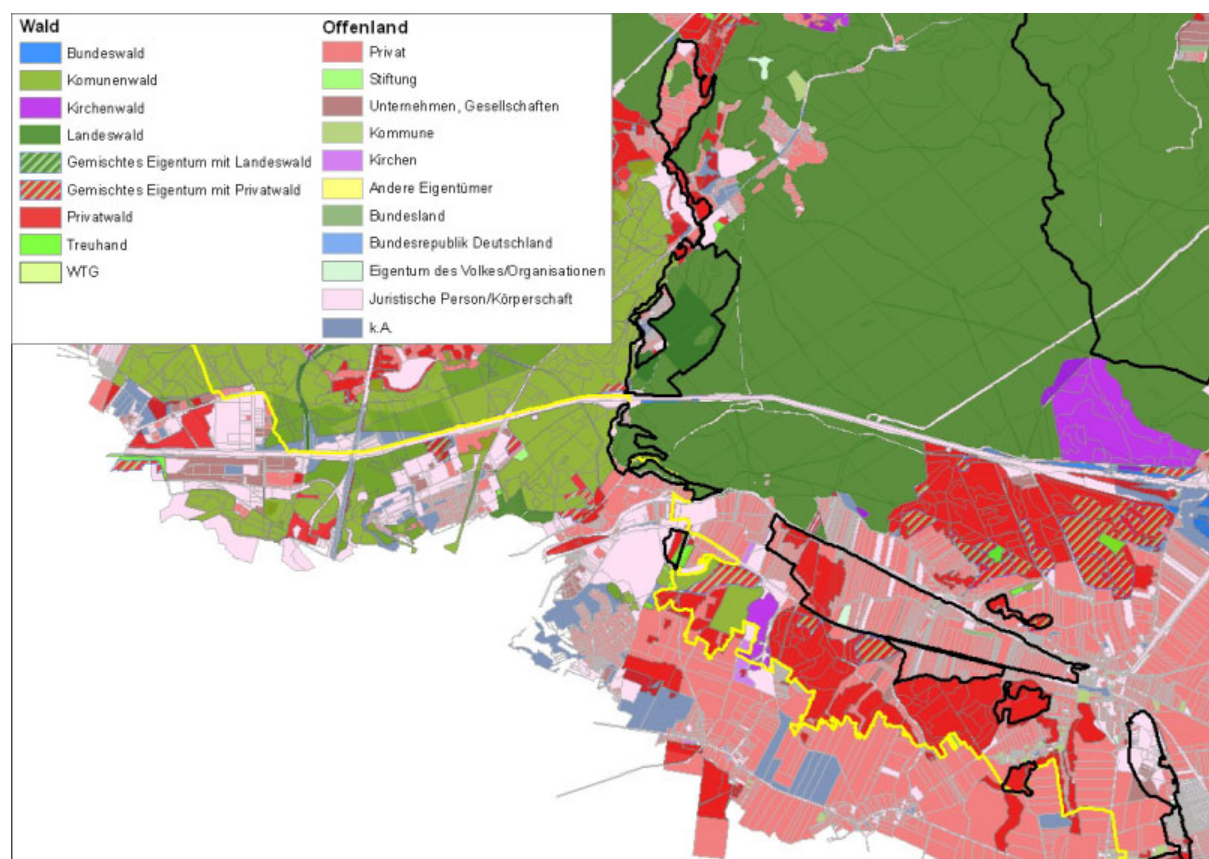 Wald
Bundeswald
Komunenwald
Kirchenwald
Landeswald
Gemischtes Eigentum mit Landeswald
Gemischtes Eigentum mit Privatwald
Privatwald
Treuhand
WTG
Offenland
Privat
Stiftung
Unternehmen, Gesellschaften
Kommune
Kirchen
Andere Eigentümer
Bundesland
Bundesrepublik Deutschland
Eigentum des Volkes/Organisationen
Juristische Person/Körperschaft
k.A.